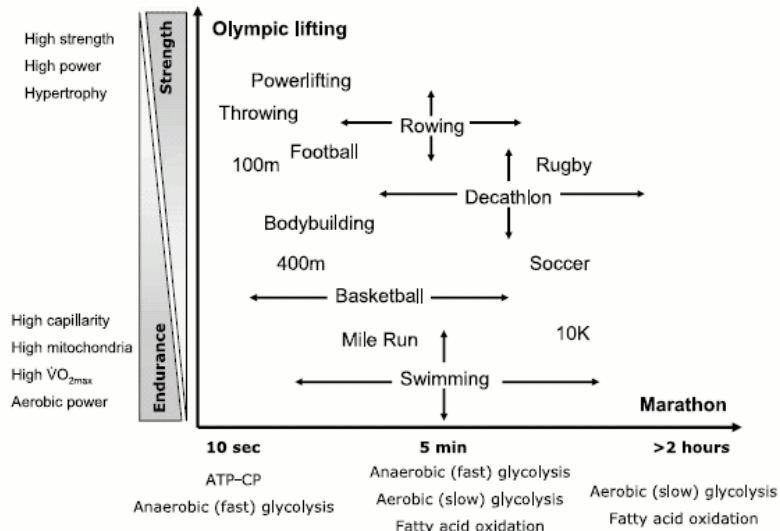 High strength
High power
Hypertrophy
Strength
Olympic lifting
Powerlifting
Throwing
Rowing
Football
100m
Rugby
Decathlon
Bodybuilding
400m
Soccer
Basketball
High capillarity
High mitochondria
High V̇O2max
Aerobic power
Endurance
Mile Run
10K
Swimming
Marathon
10 sec
5 min
>2 hours
ATP–CP
Anaerobic (fast) glycolysis
Anaerobic (fast) glycolysis
Aerobic (slow) glycolysis
Fatty acid oxidation
Aerobic (slow) glycolysis
Fatty acid oxidation